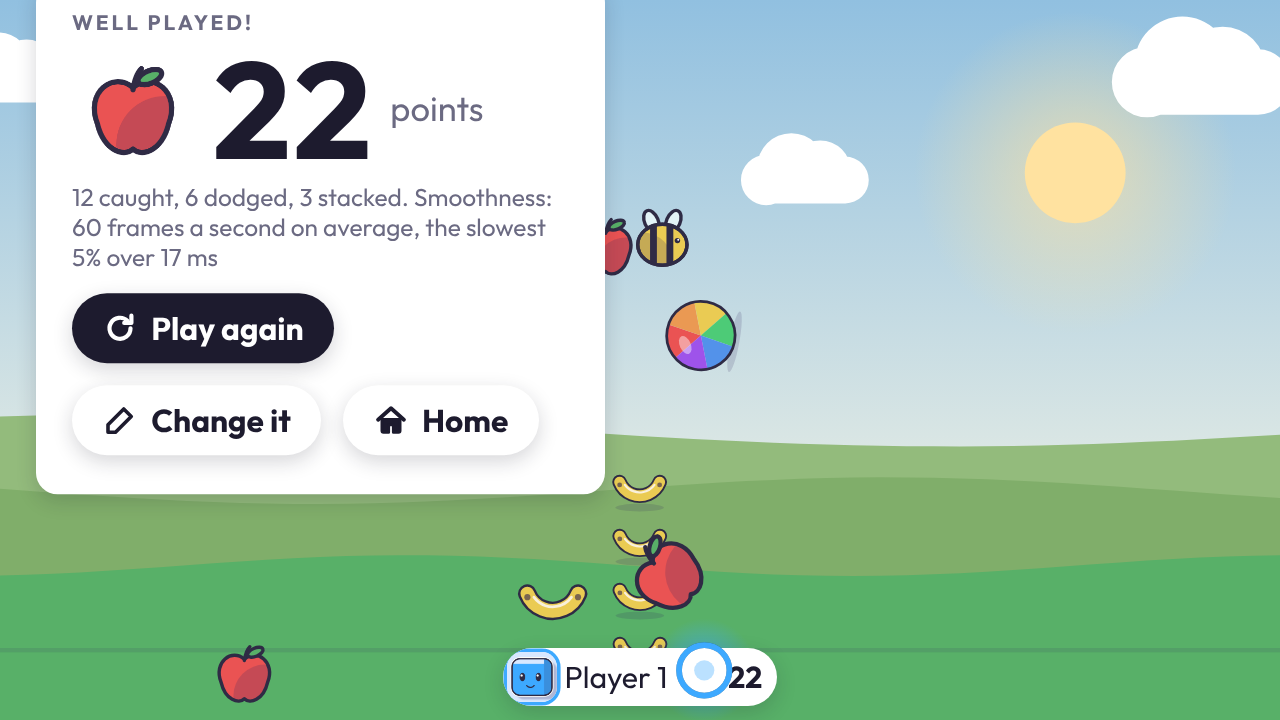 WELL PLAYED!
22 points
12 caught, 6 dodged, 3 stacked. Smoothness:
60 frames a second on average, the slowest
5% over 17 ms
Play again
Change it
Home
Player 1
22